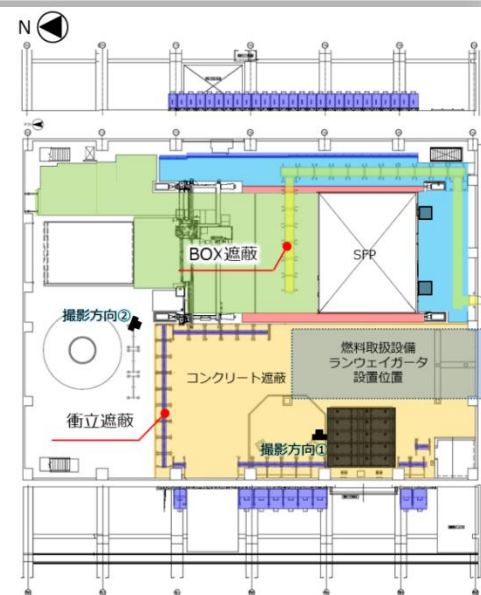 N
BOX遮蔽
SFP
撮影方向②
燃料取扱設備
ランウェイガータ
設置位置
コンクリート遮蔽
衝立遮蔽
撮影方向①